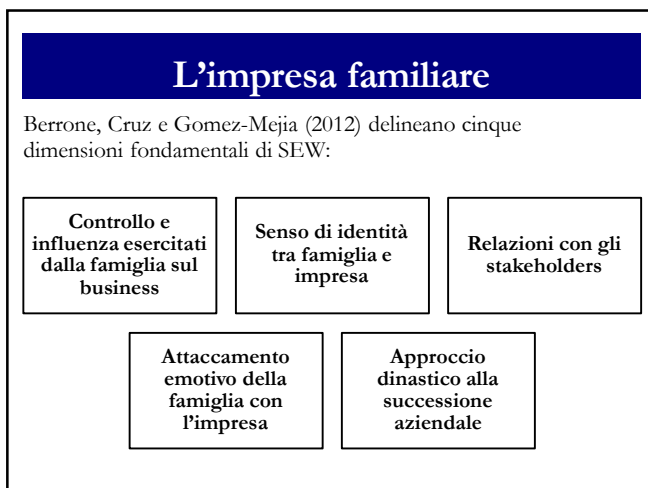 L'impresa familiare
Berrone, Cruz e Gomez-Mejia (2012) delineano cinque
dimensioni fondamentali di SEW:
Controllo e
influenza esercitati
dalla famiglia sul
business
Senso di identità
tra famiglia e
impresa
Relazioni con gli
stakeholders
Attaccamento
emotivo della
famiglia con
l'impresa
Approccio
dinastico alla
successione
aziendale